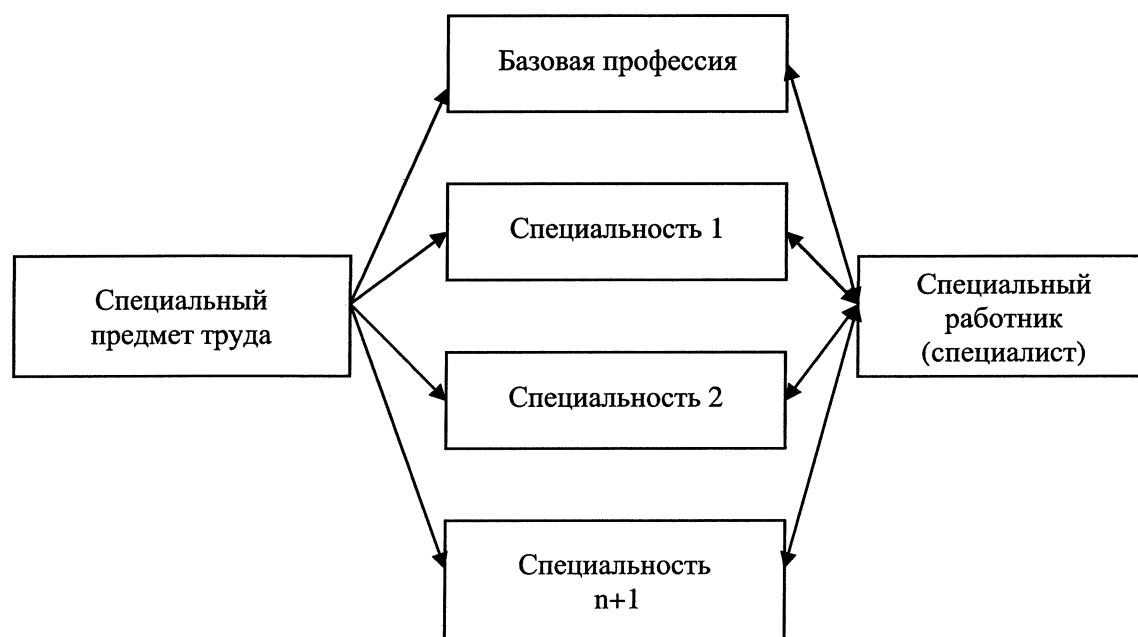 Базовая профессия
Специальность 1
Специальный
предмет труда
Специальный
работник
(специалист)
Специальность 2
Специальность
n+1